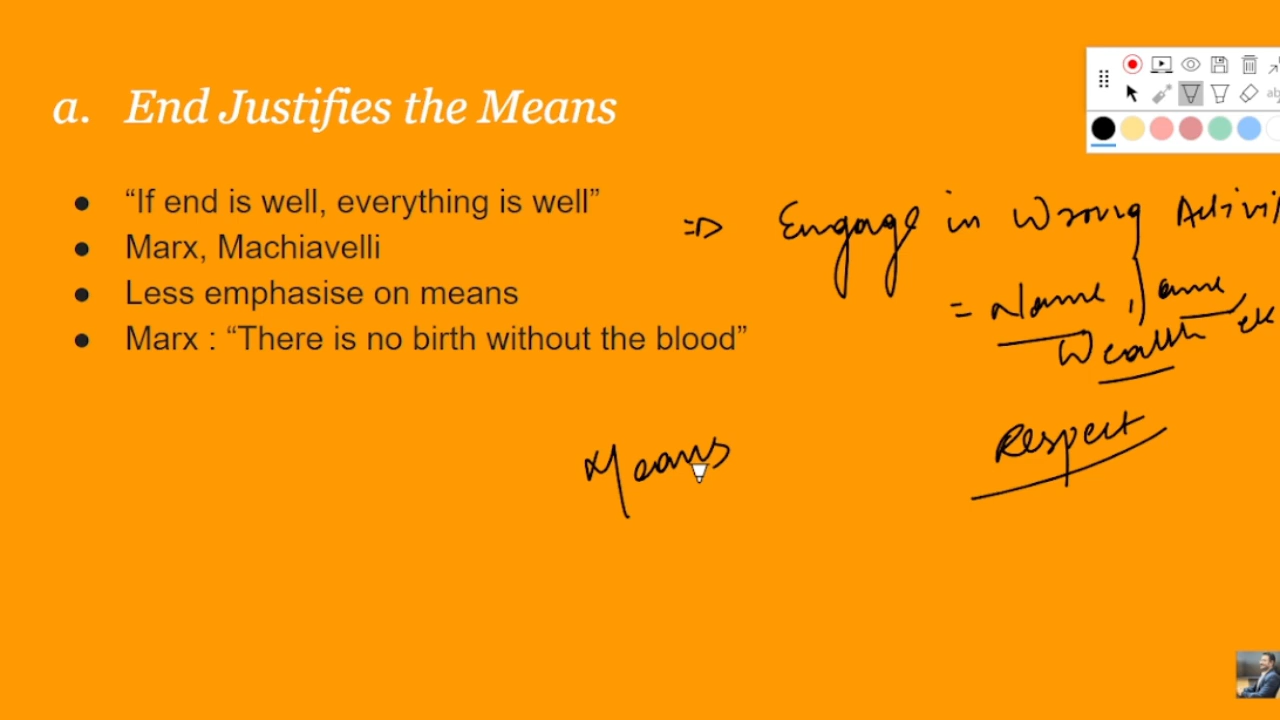 a. End Justifies the Means
“If end is well, everything is well”
Marx, Machiavelli
Less emphasise on means
Marx : “There is no birth without the blood”
⇒ Engage in Wrong
= Name, fame,
Wealth etc
Respect
Means